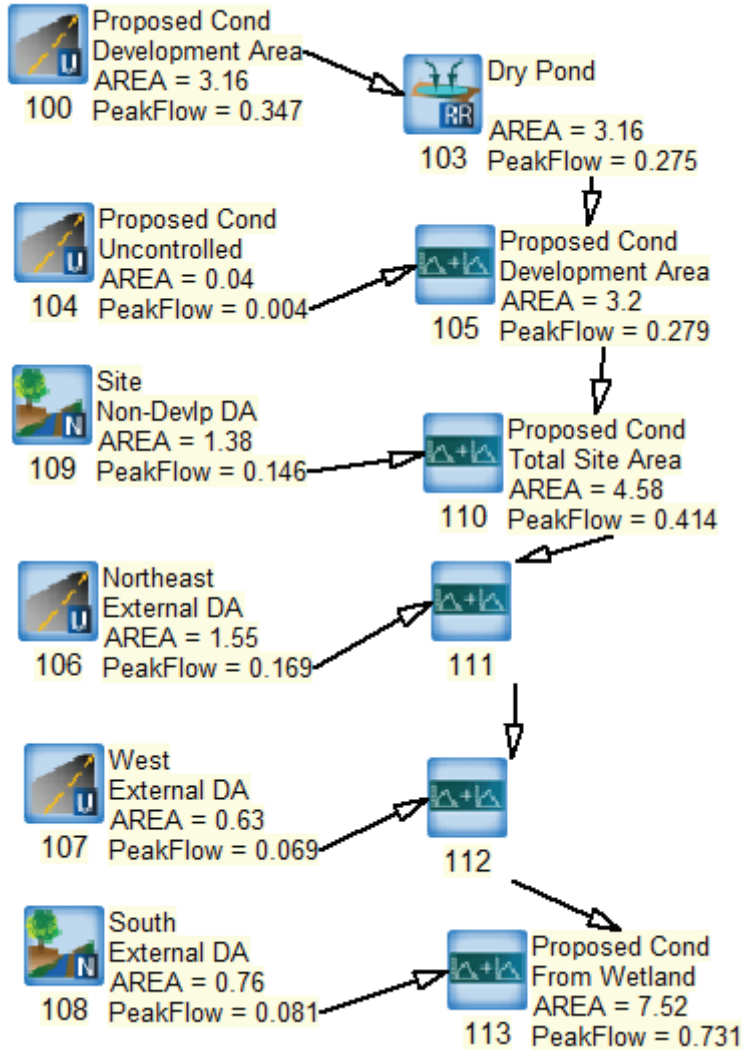 Proposed Cond
Development Area
AREA = 3.16
PeakFlow = 0.347
U
100
Dry Pond
RR
AREA = 3.16
103
PeakFlow = 0.275
Proposed Cond
Uncontrolled
AREA = 0.04
U
104
PeakFlow = 0.004
Proposed Cond
Development Area
AREA = 3.2
105
PeakFlow = 0.279
Site
Non-Devlp DA
N
AREA = 1.38
109
PeakFlow = 0.146
Proposed Cond
Total Site Area
AREA = 4.58
110
PeakFlow = 0.414
Northeast
External DA
U
AREA = 1.55
106
PeakFlow = 0.169
111
West
External DA
U
AREA = 0.63
107
PeakFlow = 0.069
112
South
External DA
N
AREA = 0.76
108
PeakFlow = 0.081
Proposed Cond
From Wetland
AREA = 7.52
113
PeakFlow = 0.731